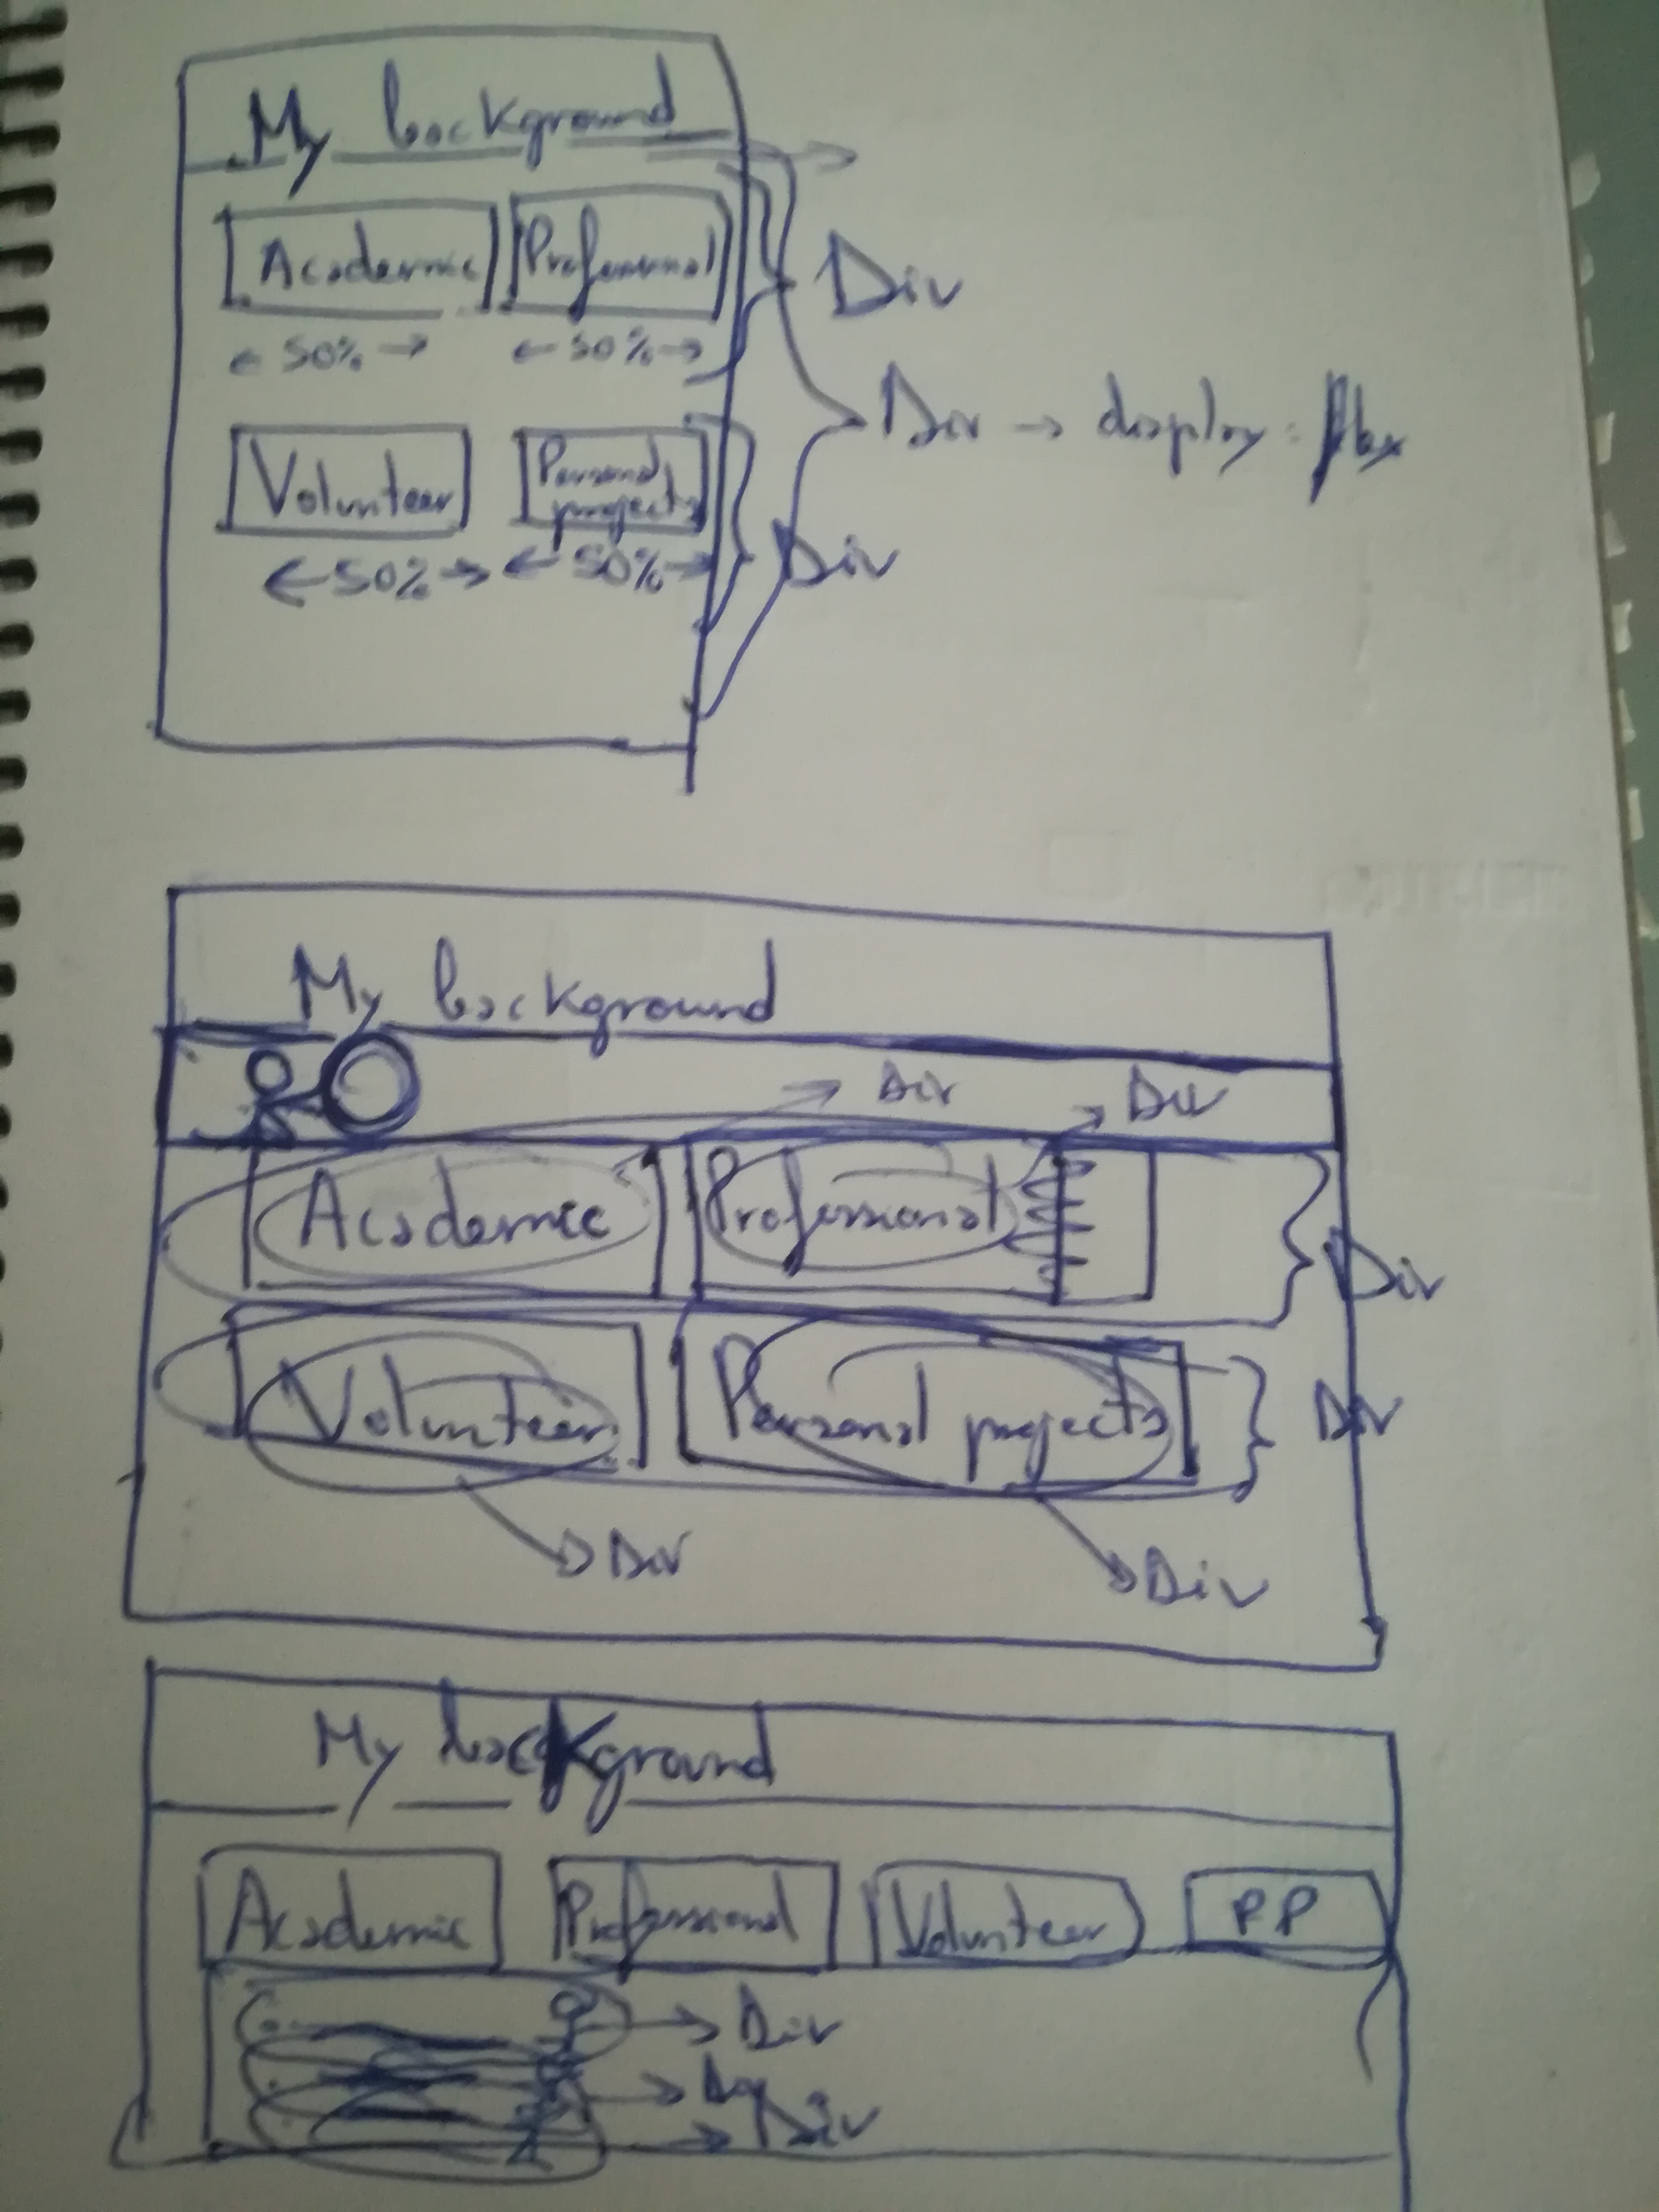 My background
Academic Professional
Div
← 50% → ← 50% →
Div → display: flex
Volunteer Personal projects
← 50% → ← 50% →
Div
My background
Div Div
Academic Professional
Div
Volunteer Personal projects
Div
Div Div
My background
Academic Professional Volunteer PP
Div
Div